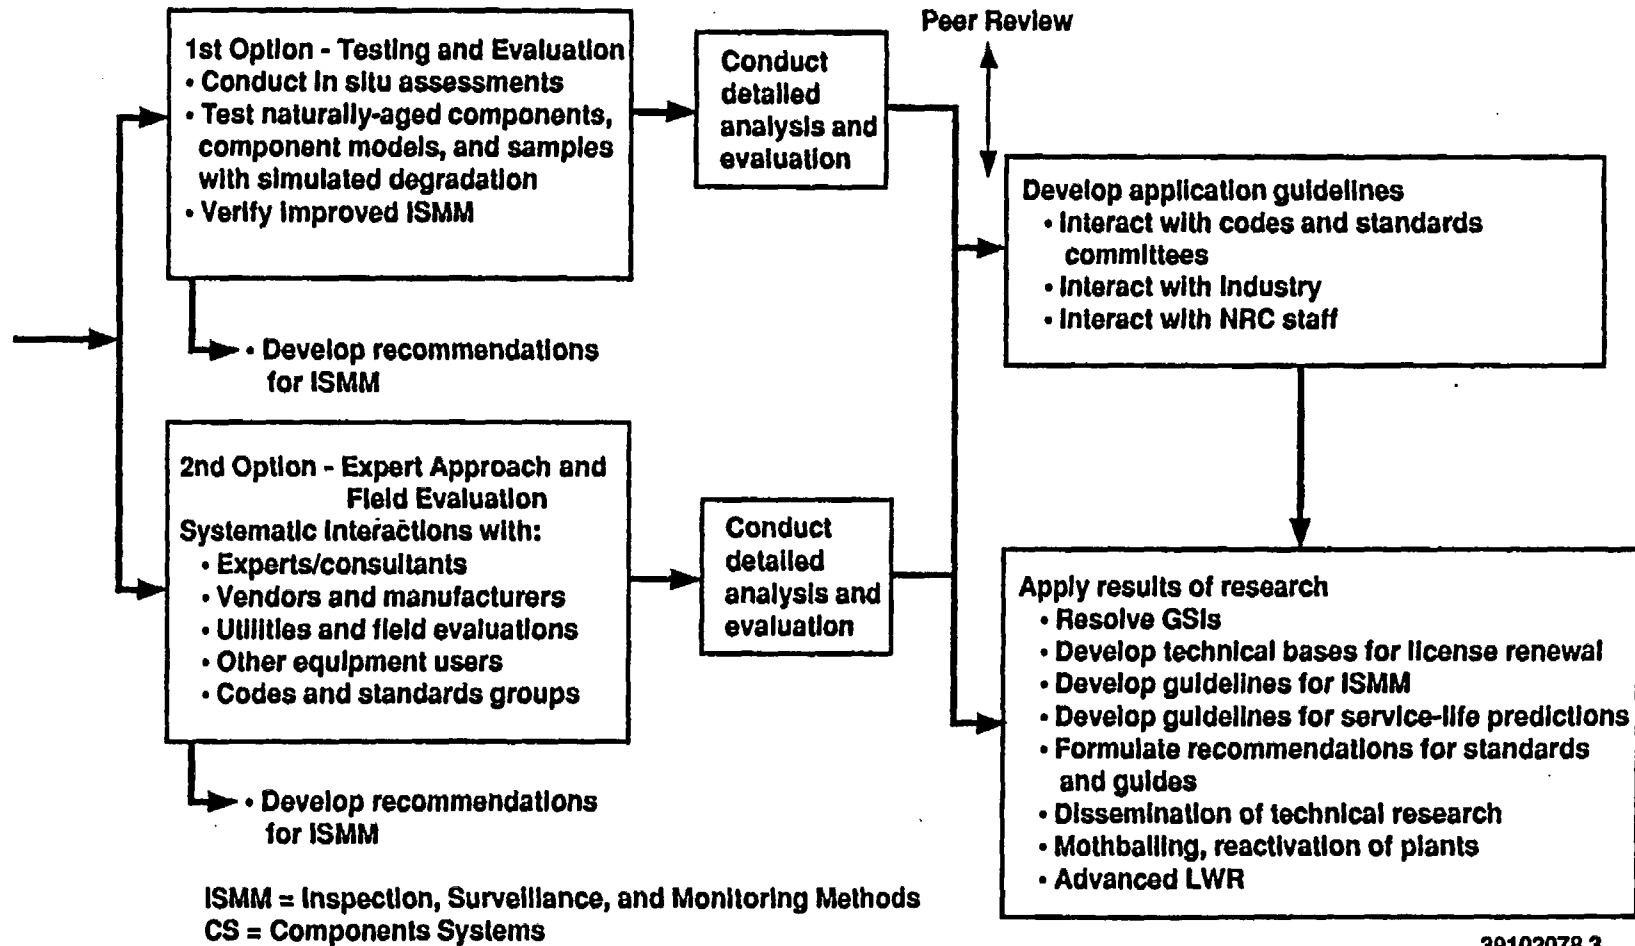 1st Option - Testing and Evaluation
• Conduct in situ assessments
• Test naturally-aged components,
component models, and samples
with simulated degradation
• Verify improved ISMM
• Develop recommendations
for ISMM
2nd Option - Expert Approach and
Field Evaluation
Systematic interactions with:
• Experts/consultants
• Vendors and manufacturers
• Utilities and field evaluations
• Other equipment users
• Codes and standards groups
• Develop recommendations
for ISMM
Conduct
detailed
analysis and
evaluation
Conduct
detailed
analysis and
evaluation
Peer Review
Develop application guidelines
• Interact with codes and standards
committees
• Interact with industry
• Interact with NRC staff
Apply results of research
• Resolve GSIs
• Develop technical bases for license renewal
• Develop guidelines for ISMM
• Develop guidelines for service-life predictions
• Formulate recommendations for standards
and guides
• Dissemination of technical research
• Mothballing, reactivation of plants
• Advanced LWR
ISMM = Inspection, Surveillance, and Monitoring Methods
CS = Components Systems
39102078.3